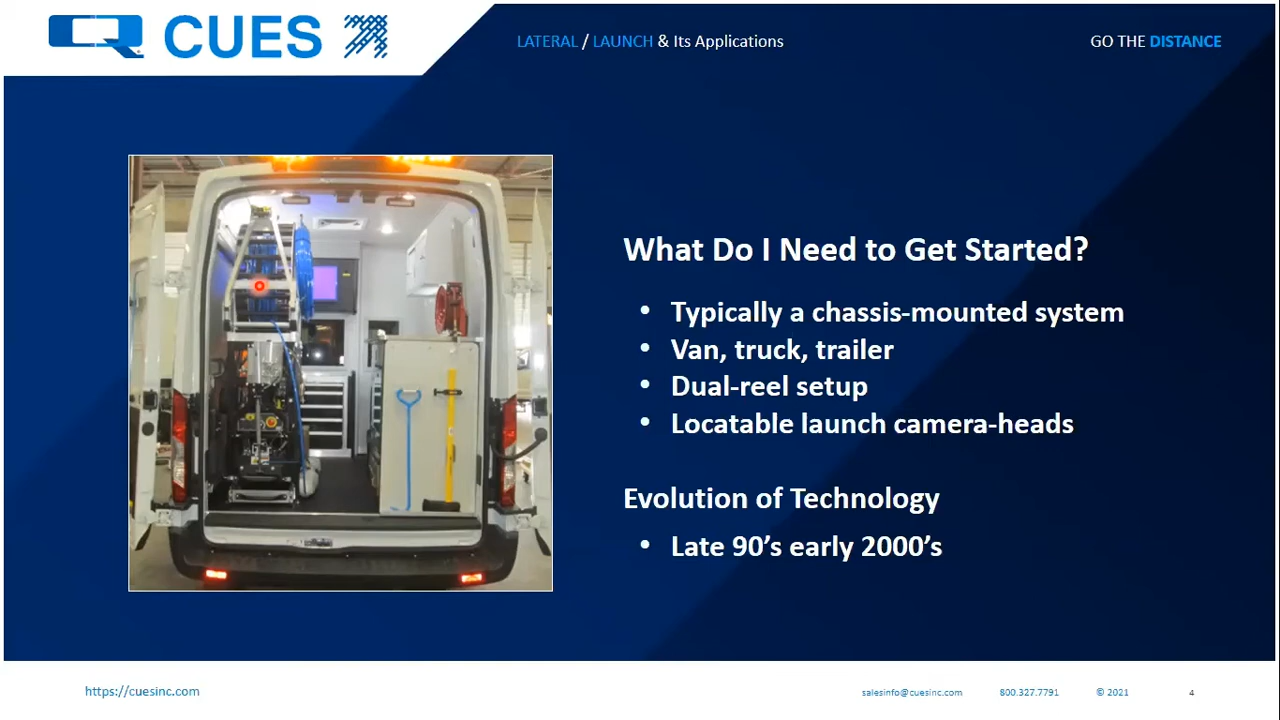 CUES
LATERAL / LAUNCH & Its Applications
GO THE DISTANCE
What Do I Need to Get Started?
• Typically a chassis-mounted system
• Van, truck, trailer
• Dual-reel setup
• Locatable launch camera-heads
Evolution of Technology
• Late 90’s early 2000’s
https://cuesinc.com
salesinfo@cuesinc.com
800.327.7791
© 2021
4